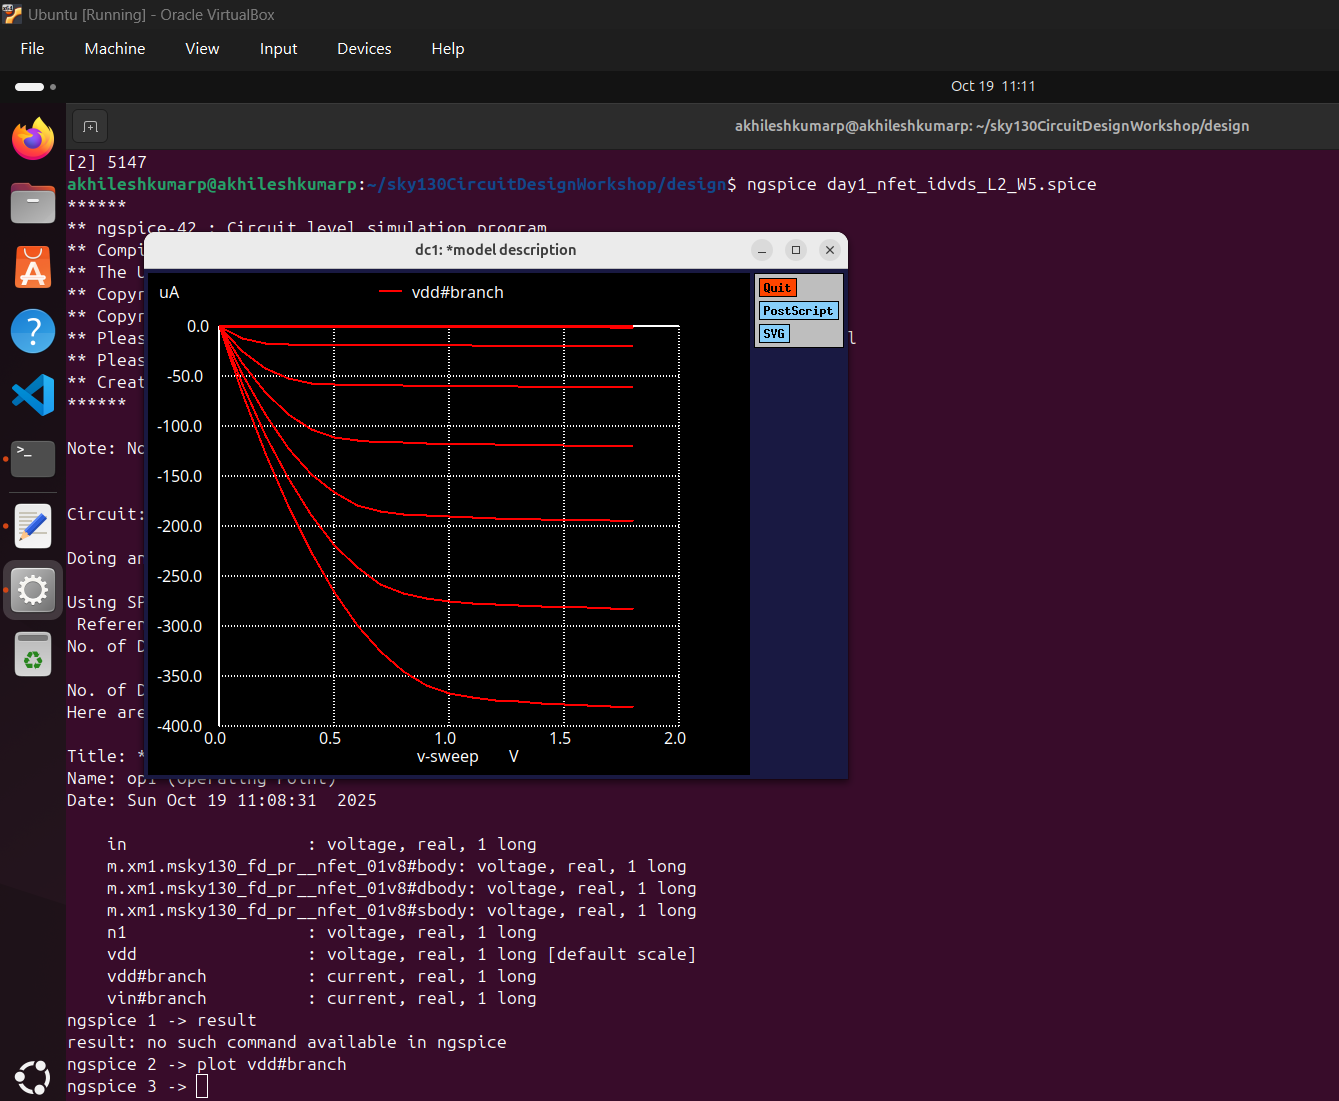 Ubuntu [Running] - Oracle VirtualBox
File Machine View Input Devices Help
Oct 19 11:11
akhileshkumarp@akhileshkumarp: ~/sky130CircuitDesignWorkshop/design
[2] 5147
akhileshkumarp@akhileshkumarp:~/sky130CircuitDesignWorkshop/design$ ngspice day1_nfet_idvds_L2_W5.spice
******
** ngspice-42 : Circuit level simulation program
** Compi
** The U
** Copyr
** Copyr
** Pleas l
** Pleas
** Creat
******
Note: No
Circuit:
Doing an
Using SP
Referen
No. of D
No. of D
Here are
Title: *
Name: op1 (Operating Point)
Date: Sun Oct 19 11:08:31 2025
in : voltage, real, 1 long
m.xm1.msky130_fd_pr__nfet_01v8#body: voltage, real, 1 long
m.xm1.msky130_fd_pr__nfet_01v8#dbody: voltage, real, 1 long
m.xm1.msky130_fd_pr__nfet_01v8#sbody: voltage, real, 1 long
n1 : voltage, real, 1 long
vdd : voltage, real, 1 long [default scale]
vdd#branch : current, real, 1 long
vin#branch : current, real, 1 long
ngspice 1 -> result
result: no such command available in ngspice
ngspice 2 -> plot vdd#branch
ngspice 3 ->
dc1: *model description
uA
vdd#branch
Quit
PostScript
SVG
0.0
-50.0
-100.0
-150.0
-200.0
-250.0
-300.0
-350.0
-400.0
0.0 0.5 1.0 1.5 2.0
v-sweep V